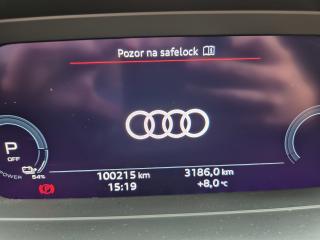 Pozor na safelock
P
OFF
POWER
54%
100215 km
3186,0 km
15:19
+8,0 °C